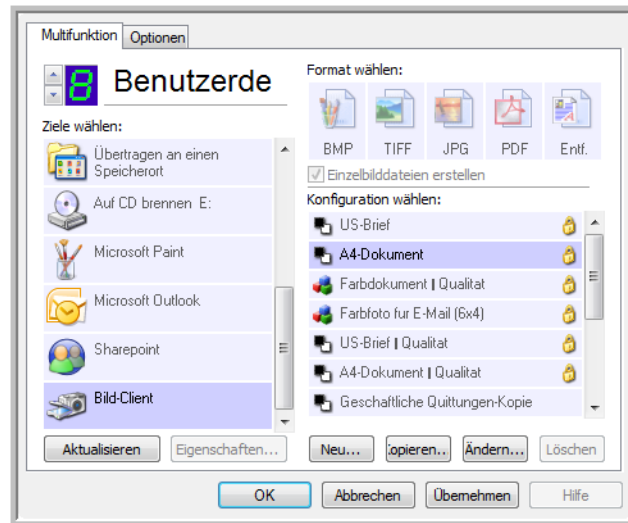 Multifunktion
Optionen
8
Benutzerde
Ziele wählen:
Übertragen an einen
Speicherort
Auf CD brennen E:
Microsoft Paint
Microsoft Outlook
Sharepoint
Bild-Client
Aktualisieren
Eigenschaften...
Format wählen:
BMP
TIFF
JPG
PDF
Entf.
Einzelbilddateien erstellen
Konfiguration wählen:
US-Brief
A4-Dokument
Farbdokument | Qualitat
Farbfoto fur E-Mail (6x4)
US-Brief | Qualitat
A4-Dokument | Qualitat
Geschaftliche Quittungen-Kopie
Neu...
opieren...
Ändern...
Löschen
OK
Abbrechen
Übernehmen
Hilfe